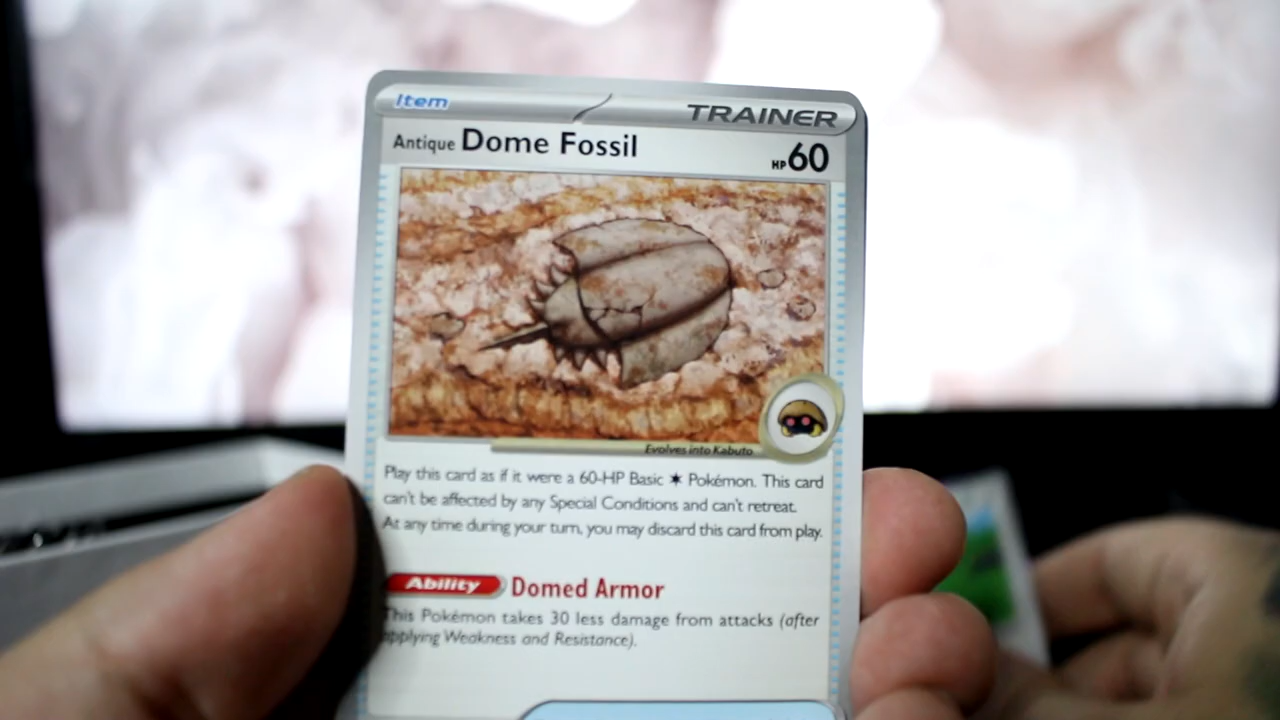 Item
TRAINER
Antique Dome Fossil
HP 60
Evolves into Kabuto
Play this card as if it were a 60-HP Basic ✶ Pokémon. This card
can't be affected by any Special Conditions and can't retreat.
At any time during your turn, you may discard this card from play.
Ability Domed Armor
This Pokémon takes 30 less damage from attacks (after
applying Weakness and Resistance).